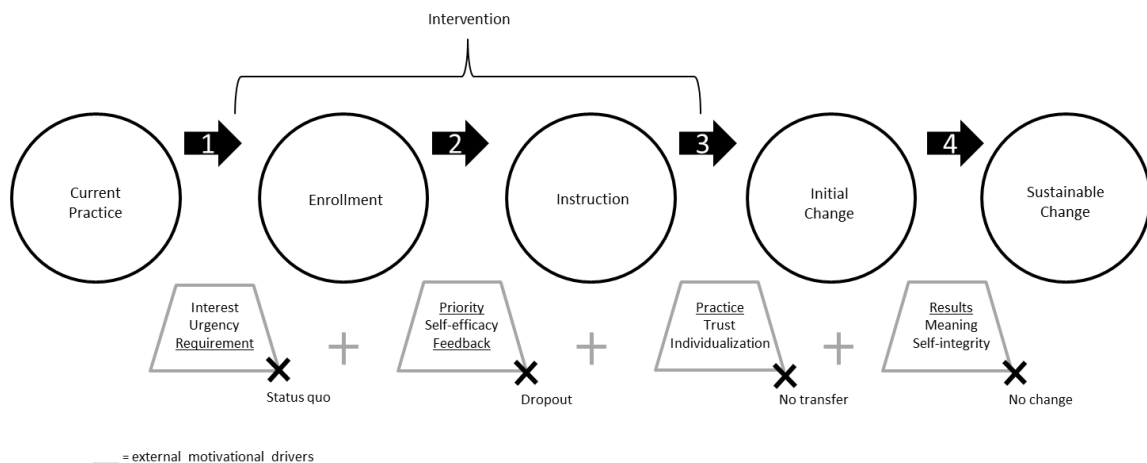 Intervention
1
2
3
4
Current
Practice
Enrollment
Instruction
Initial
Change
Sustainable
Change
Interest
Urgency
Requirement
+
Priority
Self-efficacy
Feedback
+
Practice
Trust
Individualization
+
Results
Meaning
Self-integrity
Status quo
Dropout
No transfer
No change
____ = external motivational drivers